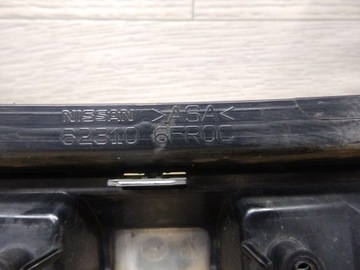 NISSAN >ASA<
62310 6FR0C